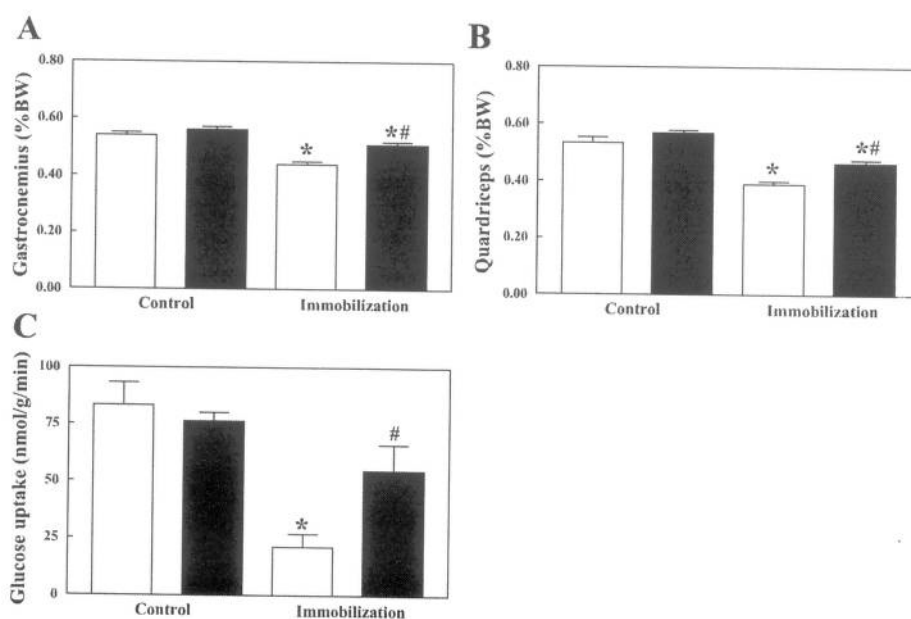 A
Gastrocnemius (%BW)
0.80
0.60
0.40
0.20
0.00
*
*#
Control
Immobilization
B
Quardriceps (%BW)
0.80
0.60
0.40
0.20
0.00
*
*#
Control
Immobilization
C
Glucose uptake (nmol/g/min)
100
75
50
25
0
*
#
Control
Immobilization